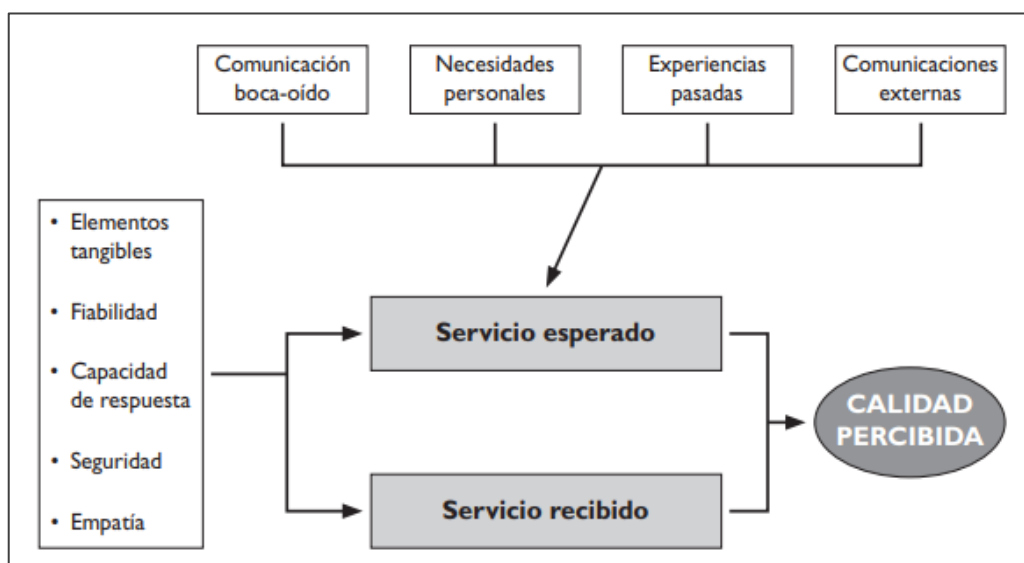 Comunicación
boca-oído
Necesidades
personales
Experiencias
pasadas
Comunicaciones
externas
• Elementos
tangibles
• Fiabilidad
• Capacidad
de respuesta
• Seguridad
• Empatía
Servicio esperado
Servicio recibido
CALIDAD
PERCIBIDA